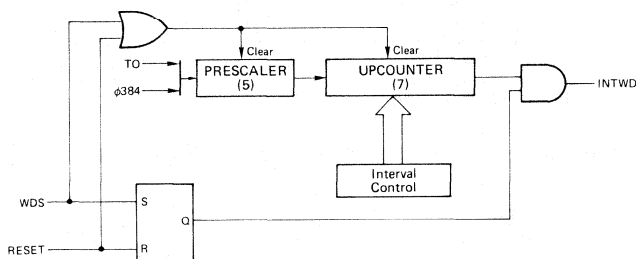 Clear
Clear
TO
PRESCALER
(5)
UPCOUNTER
(7)
φ384
INTWD
Interval
Control
WDS
S
Q
RESET
R